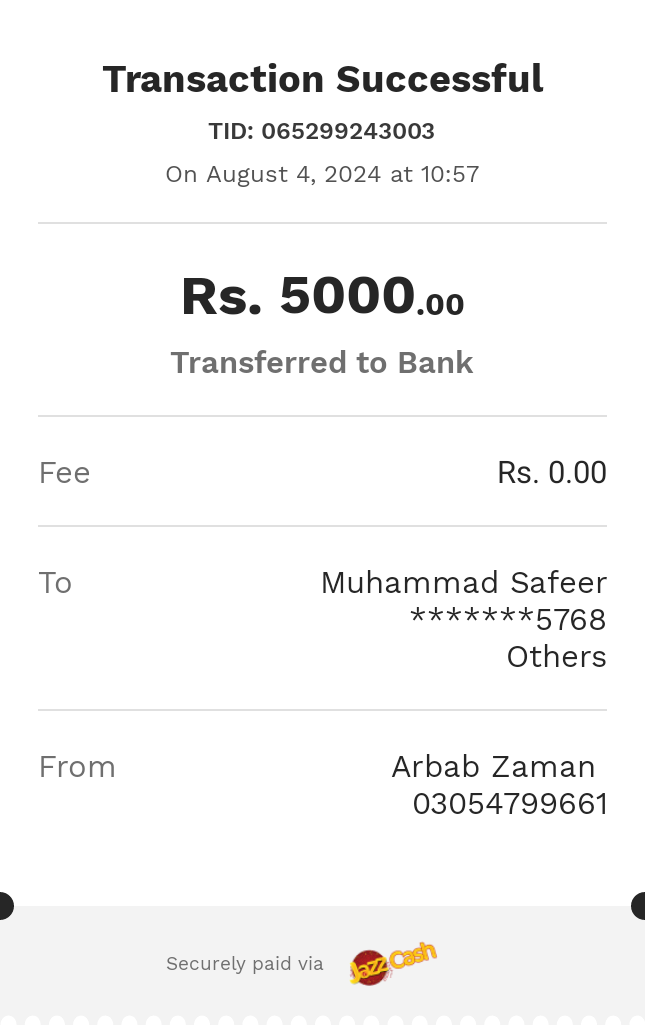 Transaction Successful
TID: 065299243003
On August 4, 2024 at 10:57
Rs. 5000.00
Transferred to Bank
Fee Rs. 0.00
To Muhammad Safeer
*******5768
Others
From Arbab Zaman
03054799661
Securely paid via JazzCash